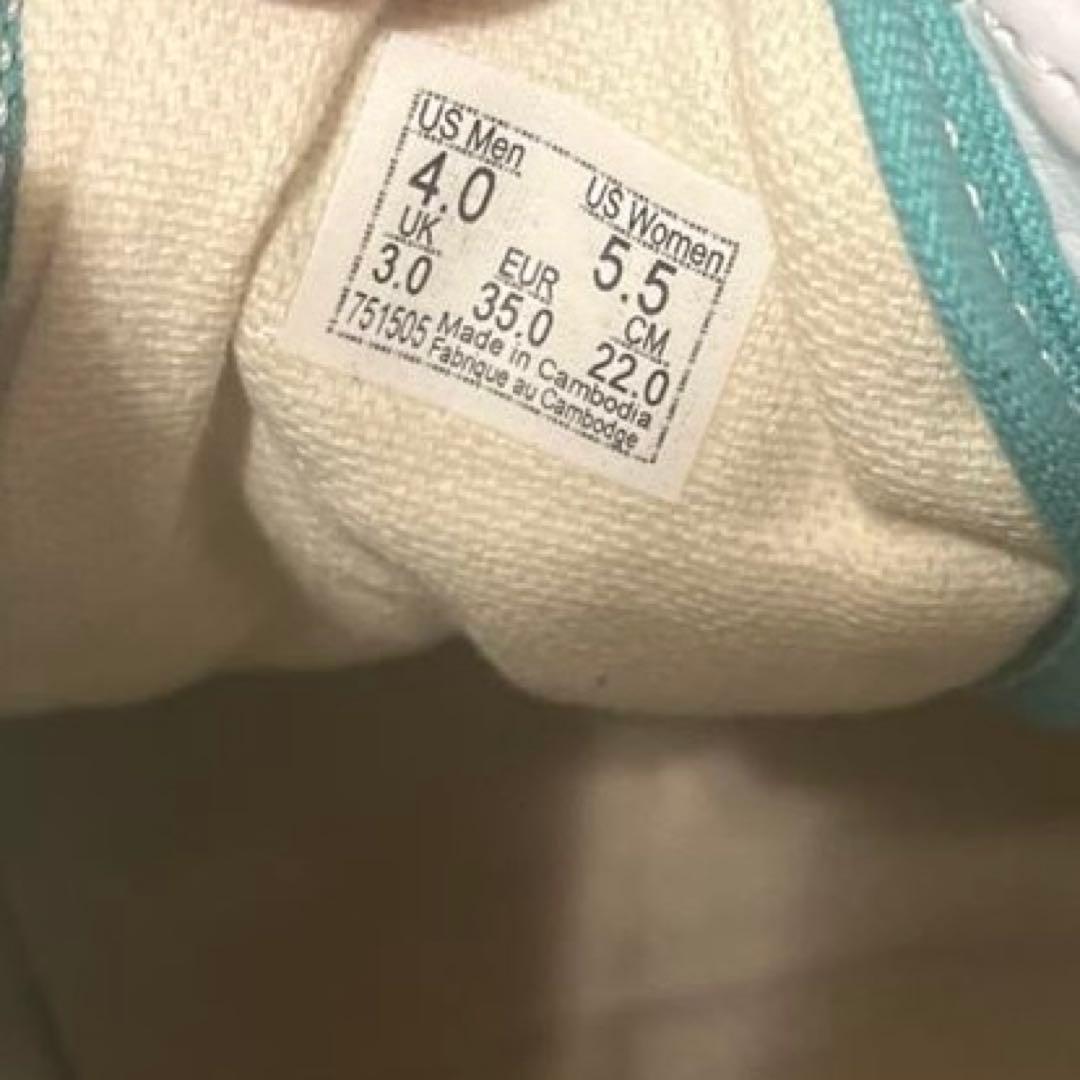 US Men US Women
4.0 5.5
UK EUR CM
3.0 35.0 22.0
751505 Made in Cambodia
Fabrique au Cambodge